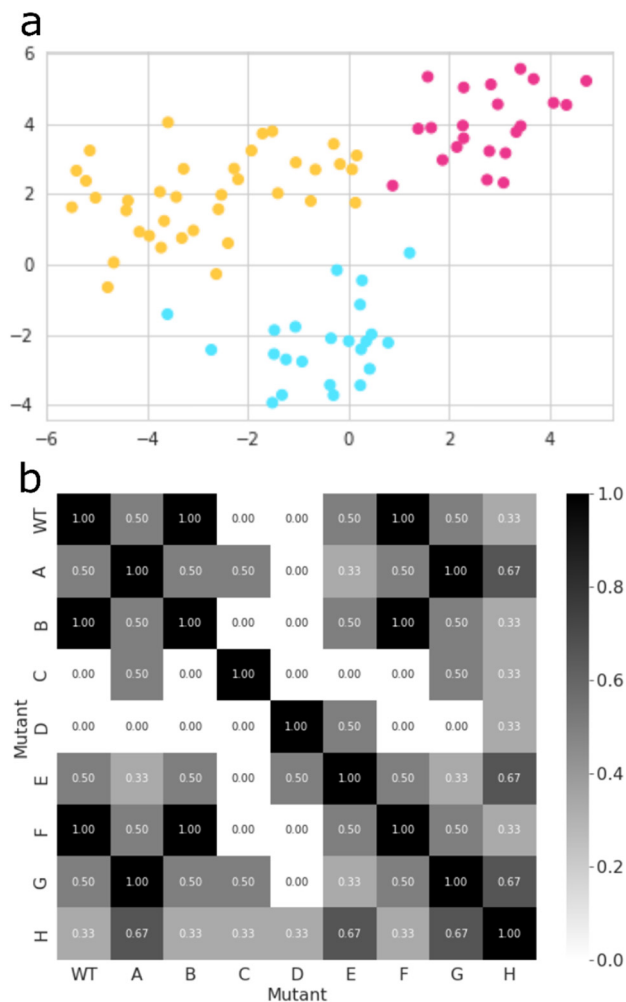 a
6
4
2
0
−2
−4
−6 −4 −2 0 2 4
b
WT 1.00 0.50 1.00 0.00 0.00 0.50 1.00 0.50 0.33 1.0
A 0.50 1.00 0.50 0.50 0.00 0.33 0.50 1.00 0.67 0.8
B 1.00 0.50 1.00 0.00 0.00 0.50 1.00 0.50 0.33
C 0.00 0.50 0.00 1.00 0.00 0.00 0.00 0.50 0.33 0.6
Mutant
D 0.00 0.00 0.00 0.00 1.00 0.50 0.00 0.00 0.33
E 0.50 0.33 0.50 0.00 0.50 1.00 0.50 0.33 0.67 0.4
F 1.00 0.50 1.00 0.00 0.00 0.50 1.00 0.50 0.33
G 0.50 1.00 0.50 0.50 0.00 0.33 0.50 1.00 0.67 0.2
H 0.33 0.67 0.33 0.33 0.33 0.67 0.33 0.67 1.00 0.0
WT A B C D E F G H
Mutant